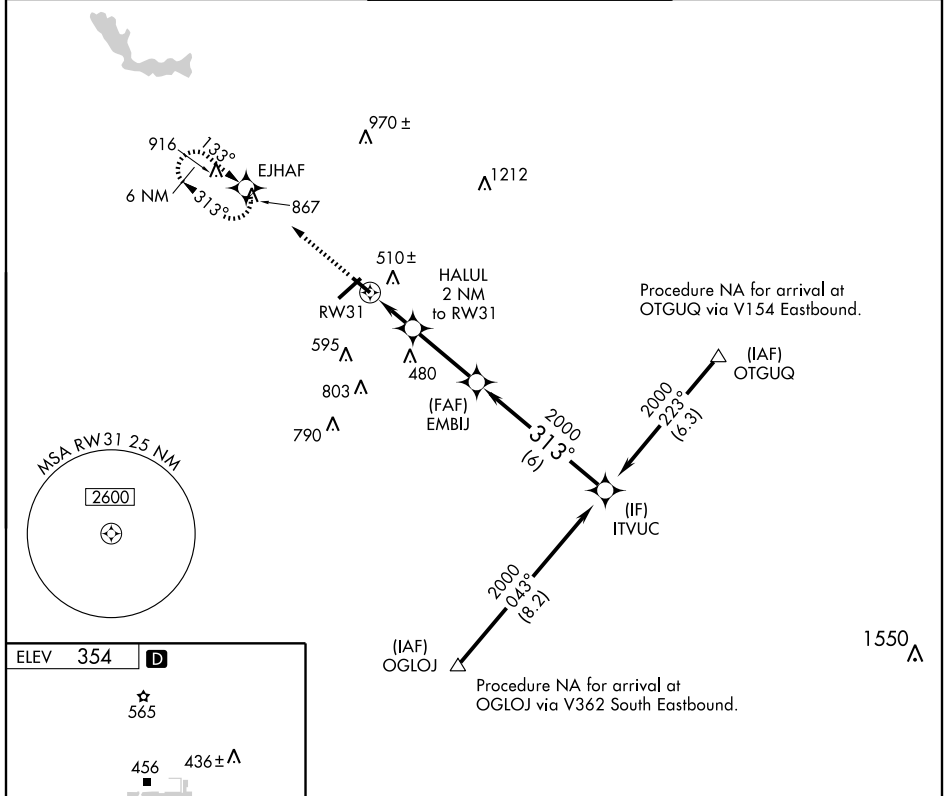 970 ±
916
133°
EJHAF
1212
6 NM
313°
867
510 ±
HALUL
2 NM
to RW31
RW31
Procedure NA for arrival at
OTGUQ via V154 Eastbound.
595
480
(IAF)
OTGUQ
803
(FAF)
EMBIJ
2000
223°
(6.3)
790
2000
313°
(6)
MSA RW31 25 NM
2600
(IF)
ITVUC
2000
043°
(8.2)
(IAF)
OGLOJ
1550
ELEV 354 D
Procedure NA for arrival at
OGLOJ via V362 South Eastbound.
565
456
436 ±